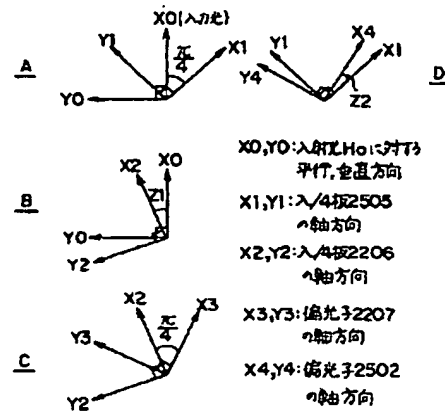 A
Y1
X0(入力光)
π/4
X1
Y0
Y1
X4
X1
Y4
Z2
D
B
X2
X0
Z1
Y0
Y2
C
X2
π/4
X3
Y3
Y2
X0,Y0:入射光H0に対する
平行,垂直方向
X1,Y1:λ/4板2505
の軸方向
X2,Y2:λ/4板2206
の軸方向
X3,Y3:偏光子2207
の軸方向
X4,Y4:偏光子2502
の軸方向